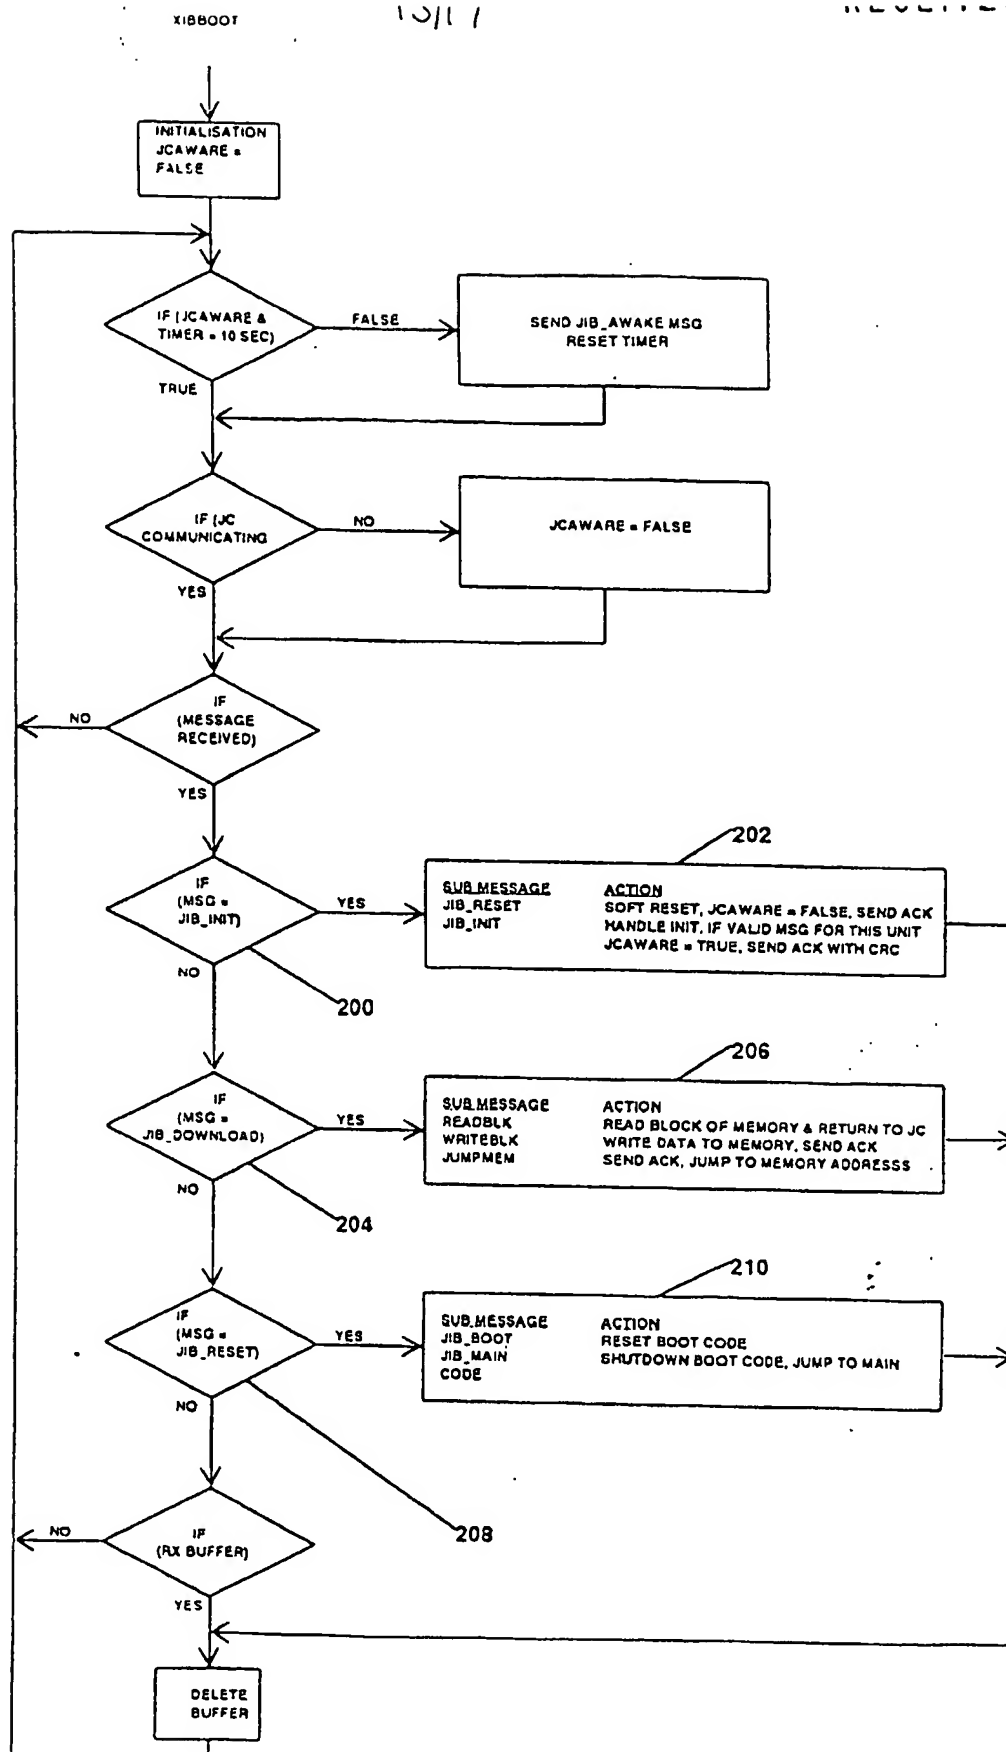 XIBBOOT
13/17
INITIALISATION
JCAWARE =
FALSE
IF (JCAWARE &
TIMER = 10 SEC)
FALSE
SEND JIB_AWAKE MSG
RESET TIMER
TRUE
IF (JC
COMMUNICATING
NO
JCAWARE = FALSE
YES
IF
(MESSAGE
RECEIVED)
NO
YES
202
IF
(MSG =
JIB_INIT)
YES
SUB MESSAGE ACTION
JIB_RESET SOFT RESET, JCAWARE = FALSE, SEND ACK
JIB_INIT HANDLE INIT, IF VALID MSG FOR THIS UNIT
JCAWARE = TRUE, SEND ACK WITH CRC
NO
200
206
IF
(MSG =
JIB_DOWNLOAD)
YES
SUB MESSAGE ACTION
READBLK READ BLOCK OF MEMORY & RETURN TO JC
WRITEBLK WRITE DATA TO MEMORY, SEND ACK
JUMPMEM SEND ACK, JUMP TO MEMORY ADDRESSS
NO
204
210
IF
(MSG =
JIB_RESET)
YES
SUB MESSAGE ACTION
JIB_BOOT RESET BOOT CODE
JIB_MAIN SHUTDOWN BOOT CODE, JUMP TO MAIN
CODE
NO
208
IF
(RX BUFFER)
NO
YES
DELETE
BUFFER